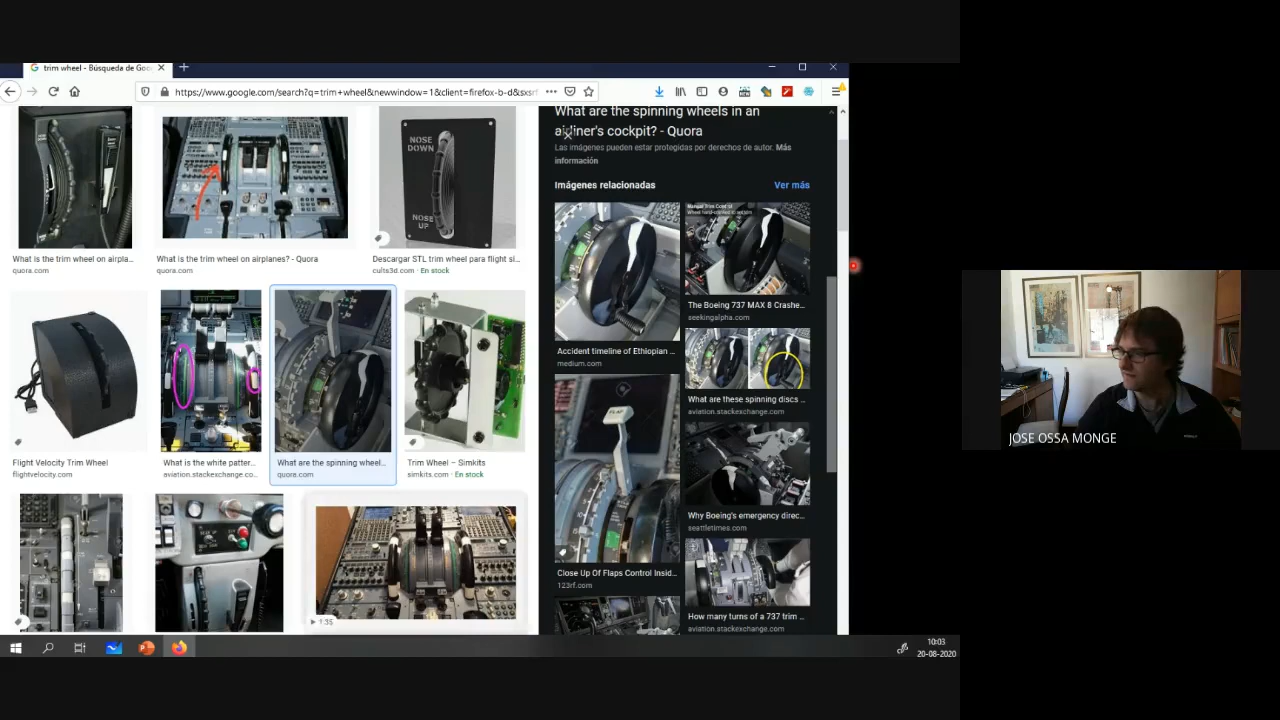 trim wheel - Búsqueda de Goo
https://www.google.com/search?q=trim+wheel&newwindow=1&client=firefox-b-d&sxsrf
What are the spinning wheels in an
airliner's cockpit? - Quora
Las imágenes pueden estar protegidas por derechos de autor. Más
información
Imágenes relacionadas
Ver más
NOSE
DOWN
NOSE
UP
What is the trim wheel on airpla...
quora.com
What is the trim wheel on airplanes? - Quora
quora.com
Descargar STL trim wheel para flight si...
cults3d.com · En stock
Flight Velocity Trim Wheel
flightvelocity.com
What is the white patter...
aviation.stackexchange.co...
What are the spinning wheel...
quora.com
Trim Wheel – Simkits
simkits.com · En stock
1:35
Accident timeline of Ethiopian ...
medium.com
The Boeing 737 MAX 8 Crashe...
seekingalpha.com
What are these spinning discs ...
aviation.stackexchange.com
FLAP
Close Up Of Flaps Control Insid...
123rf.com
Why Boeing's emergency direc...
seattletimes.com
How many turns of a 737 trim ...
aviation.stackexchange.com
10:03
20-08-2020
JOSE OSSA MONGE